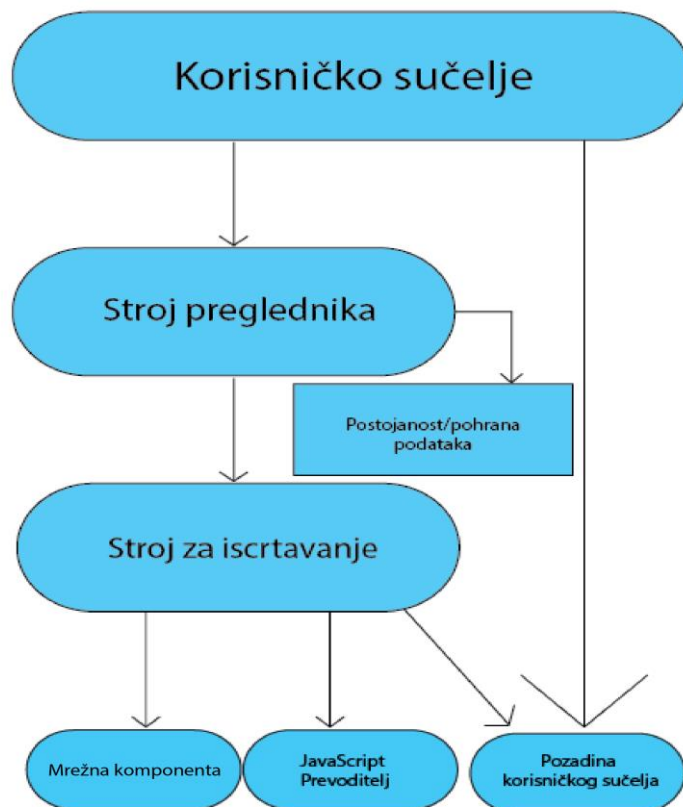 Korisničko sučelje
Stroj preglednika
Postojanost/pohrana
podataka
Stroj za iscrtavanje
Mrežna komponenta
JavaScript
Prevoditelj
Pozadina
korisničkog sučelja